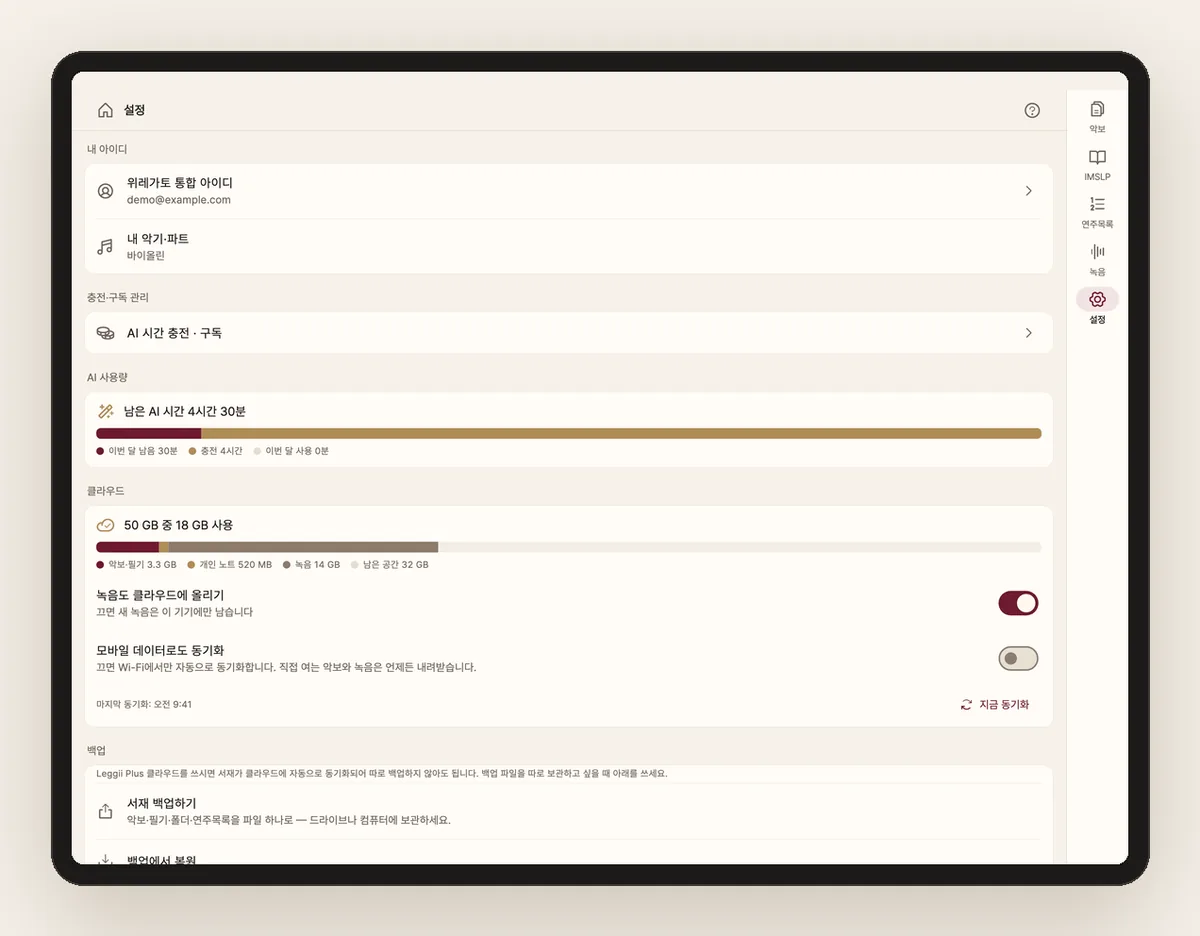 설정
내 아이디
위레가토 통합 아이디
demo@example.com
내 악기·파트
바이올린
충전·구독 관리
AI 시간 충전 · 구독
AI 사용량
남은 AI 시간 4시간 30분
이번 달 남음 30분 충전 4시간 이번 달 사용 0분
클라우드
50 GB 중 18 GB 사용
악보·필기 3.3 GB 개인 노트 520 MB 녹음 14 GB 남은 공간 32 GB
녹음도 클라우드에 올리기
끄면 새 녹음은 이 기기에만 남습니다
모바일 데이터로도 동기화
끄면 Wi-Fi에서만 자동으로 동기화합니다. 직접 여는 악보와 녹음은 언제든 내려받습니다.
마지막 동기화: 오전 9:41
지금 동기화
백업
Leggii Plus 클라우드를 쓰시면 서재가 클라우드에 자동으로 동기화되어 따로 백업하지 않아도 됩니다. 백업 파일을 따로 보관하고 싶을 때 아래를 쓰세요.
서재 백업하기
악보·필기·폴더·연주목록을 파일 하나로 — 드라이브나 컴퓨터에 보관하세요.
백업에서 복원
악보
IMSLP
연주목록
녹음
설정